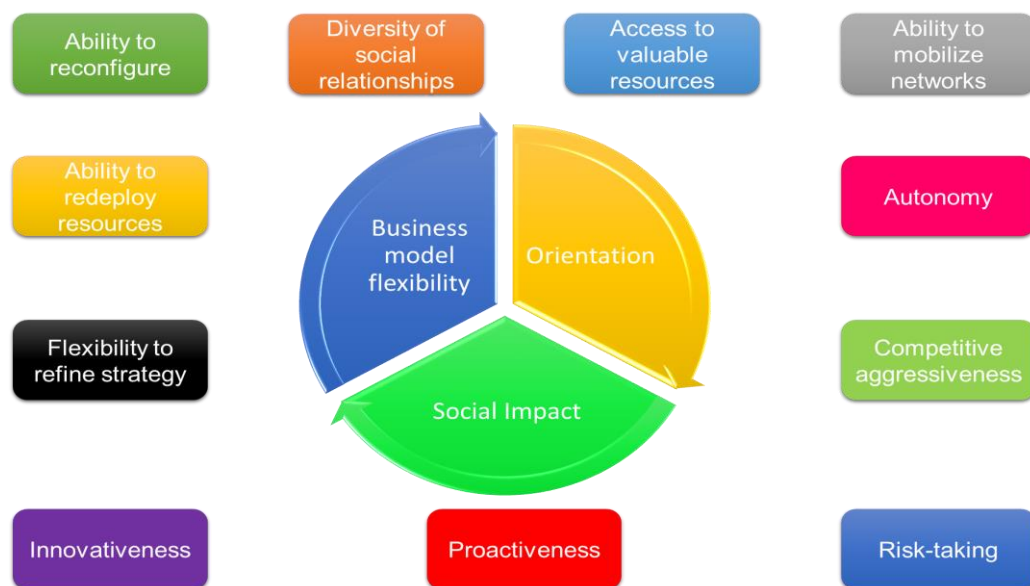 Ability to
reconfigure
Diversity of
social
relationships
Access to
valuable
resources
Ability to
mobilize
networks
Ability to
redeploy
resources
Business
model
flexibility
Orientation
Autonomy
Flexibility to
refine strategy
Social Impact
Competitive
aggressiveness
Innovativeness
Proactiveness
Risk-taking